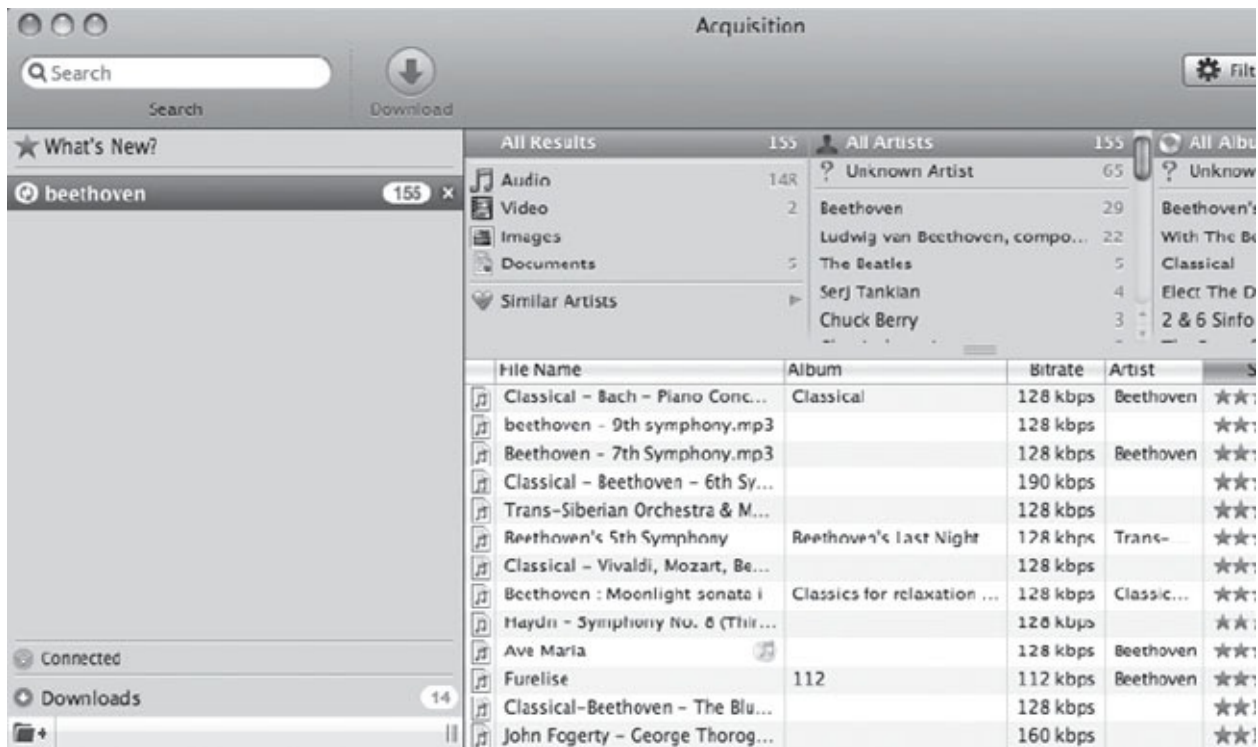 Acquisition
Search
Filt
Search
Download
What's New?
beethoven 155 ×
Connected
Downloads 14
All Results 155
Audio 148
Video 2
Images
Documents 5
Similar Artists
All Artists 155
Unknown Artist 65
Beethoven 29
Ludwig van Beethoven, compo... 22
The Beatles 5
Serj Tankian 4
Chuck Berry 3
All Albu
Unknow
Beethoven's
With The Be
Classical
Elect The D
2 & 6 Sinfo
File Name Album Bitrate Artist S
Classical - Bach - Piano Conc... Classical 128 kbps Beethoven
beethoven - 9th symphony.mp3 128 kbps
Beethoven - 7th Symphony.mp3 128 kbps Beethoven
Classical - Beethoven - 6th Sy... 190 kbps
Trans-Siberian Orchestra & M... 128 kbps
Beethoven's 5th Symphony Beethoven's Last Night 128 kbps Trans-
Classical - Vivaldi, Mozart, Be... 128 kbps
Beethoven : Moonlight sonata i Classics for relaxation ... 128 kbps Classic...
Haydn - Symphony No. 8 (Thir... 128 kbps
Ave Maria 128 kbps Beethoven
Furelise 112 112 kbps Beethoven
Classical-Beethoven - The Blu... 128 kbps
John Fogerty - George Thorog... 160 kbps